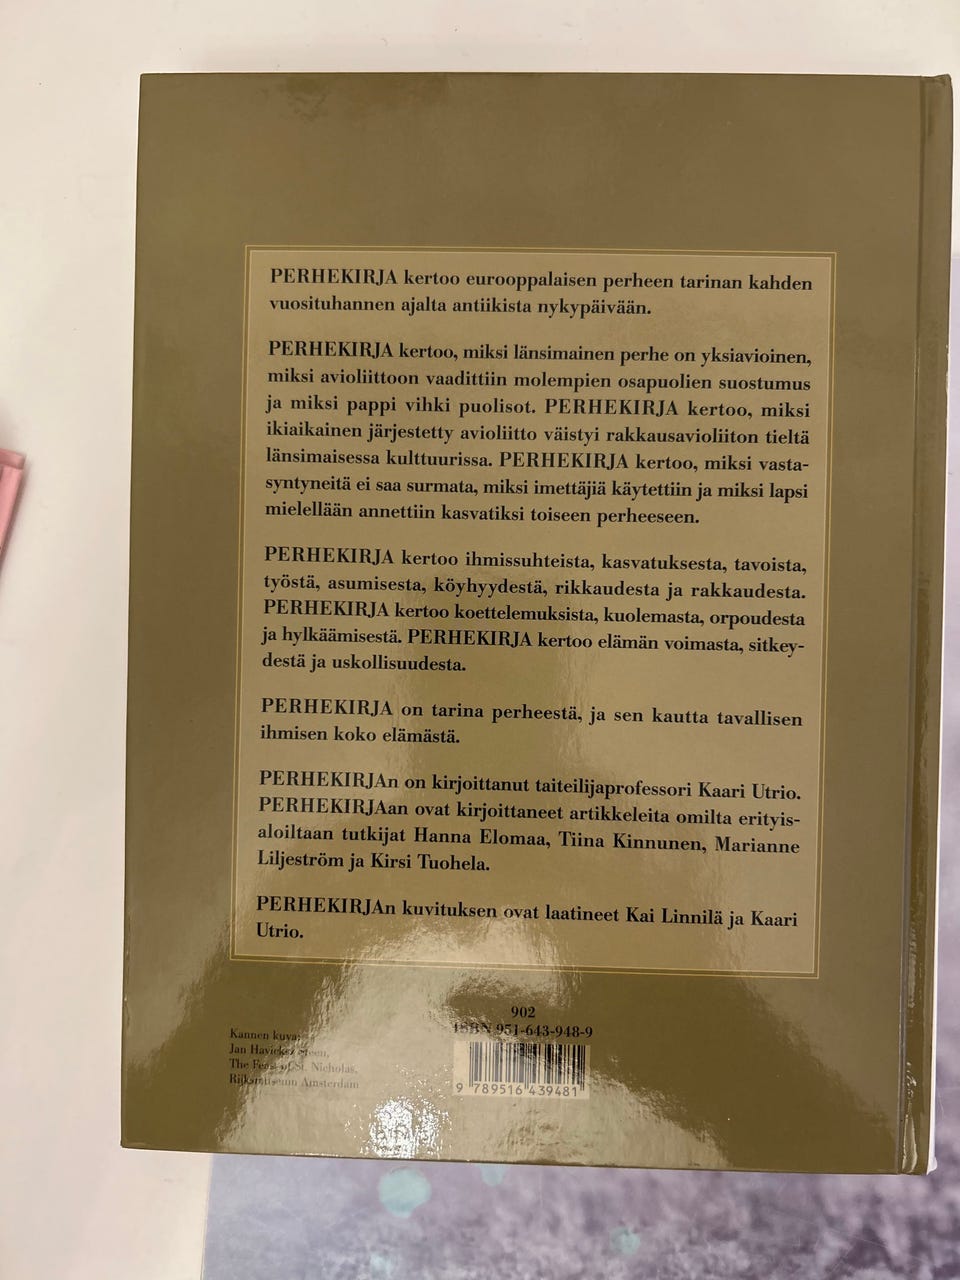 PERHEKIRJA kertoo eurooppalaisen perheen tarinan kahden
vuosituhannen ajalta antiikista nykypäivään.
PERHEKIRJA kertoo, miksi länsimainen perhe on yksiavioinen,
miksi avioliittoon vaadittiin molempien osapuolien suostumus
ja miksi pappi vihki puolisot. PERHEKIRJA kertoo, miksi
ikiaikainen järjestetty avioliitto väistyi rakkausavioliiton tieltä
länsimaisessa kulttuurissa. PERHEKIRJA kertoo, miksi vasta-
syntyneitä ei saa surmata, miksi imettäjiä käytettiin ja miksi lapsi
mielellään annettiin kasvatiksi toiseen perheeseen.
PERHEKIRJA kertoo ihmissuhteista, kasvatuksesta, tavoista,
työstä, asumisesta, köyhyydestä, rikkaudesta ja rakkaudesta.
PERHEKIRJA kertoo koettelemuksista, kuolemasta, orpoudesta
ja hylkäämisestä. PERHEKIRJA kertoo elämän voimasta, sitkey-
destä ja uskollisuudesta.
PERHEKIRJA on tarina perheestä, ja sen kautta tavallisen
ihmisen koko elämästä.
PERHEKIRJAn on kirjoittanut taiteilijaprofessori Kaari Utrio.
PERHEKIRJAan ovat kirjoittaneet artikkeleita omilta erityis-
aloiltaan tutkijat Hanna Elomaa, Tiina Kinnunen, Marianne
Liljeström ja Kirsi Tuohela.
PERHEKIRJAn kuvituksen ovat laatineet Kai Linnilä ja Kaari
Utrio.
902
ISBN 951-643-948-9
9 789516 439481
Kannen kuva:
Jan Havicksz Steen,
The Feast of St. Nicholas,
Amsterdam